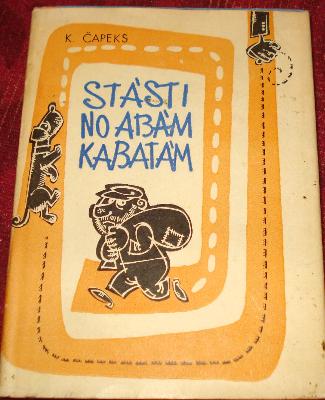 K. ČAPEKS
STĀSTI
NO ABĀM
KABATĀM